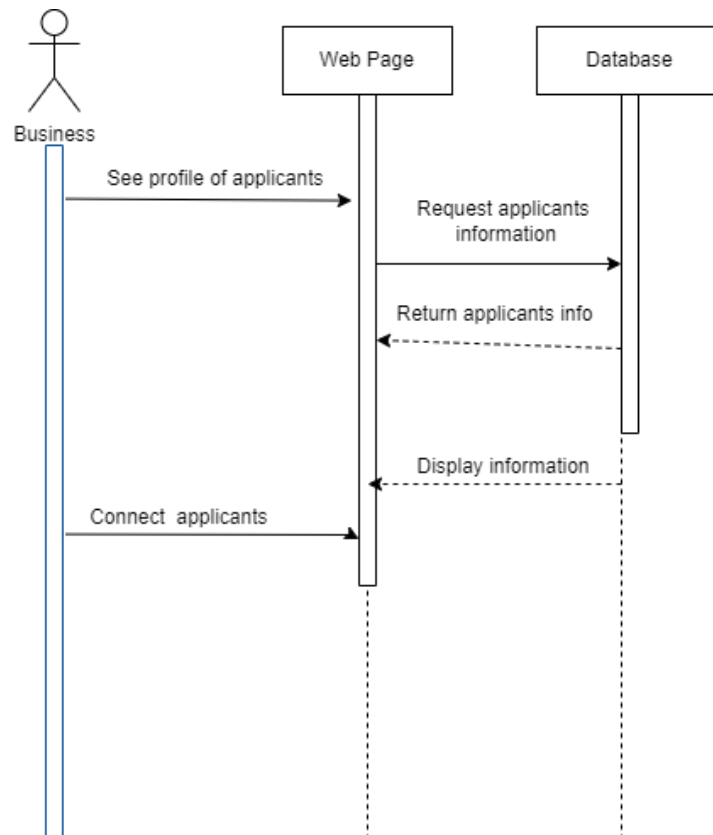 Web Page
Database
Business
See profile of applicants
Request applicants
information
Return applicants info
Display information
Connect  applicants